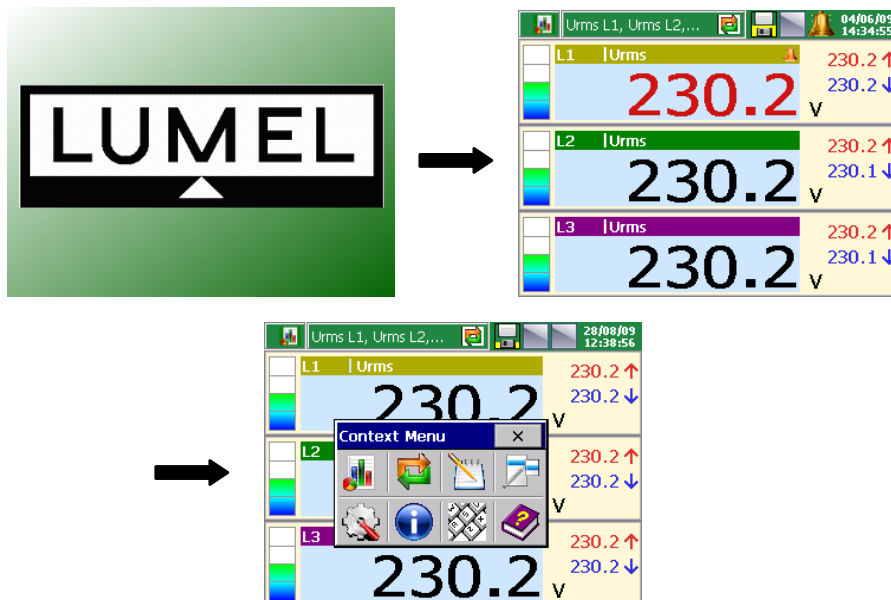 LUMEL
Urms L1, Urms L2,...
04/06/09
14:34:55
L1 |Urms
230.2
V
230.2↑
230.2↓
L2 |Urms
230.2
V
230.2↑
230.1↓
L3 |Urms
230.2
V
230.2↑
230.1↓
Urms L1, Urms L2,...
28/08/09
12:38:56
L1 |Urms
230.2
V
230.2↑
230.2↓
Context Menu
L2
V
230.2↑
230.2↓
L3
230.2
V
230.2↑
230.2↓